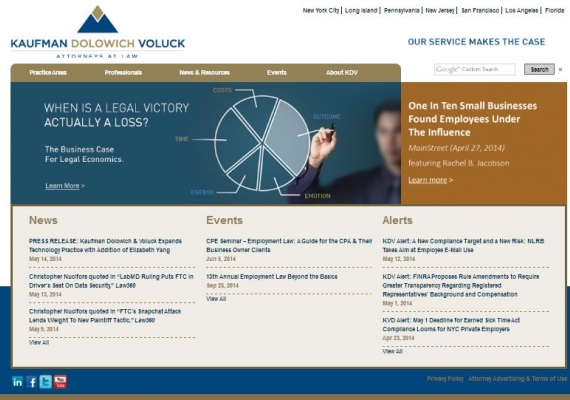 New York City | Long Island | Pennsylvania | New Jersey | San Francisco | Los Angeles | Florida
KAUFMAN DOLOWICH VOLUCK
ATTORNEYS AT LAW
OUR SERVICE MAKES THE CASE
Google Custom Search
Search
Practice Areas
Professionals
News & Resources
Events
About KDV
WHEN IS A LEGAL VICTORY
ACTUALLY A LOSS?
The Business Case
For Legal Economics.
Learn More >
COSTS
OUTCOME
TIME
ENERGY
EMOTION
One In Ten Small Businesses
Found Employees Under
The Influence
MainStreet (April 27, 2014)
featuring Rachel B. Jacobson
Learn more >
News
PRESS RELEASE: Kaufman Dolowich & Voluck Expands
Technology Practice with Addition of Elizabeth Yang
May 14, 2014
Christopher Nucifora quoted in "LabMD Ruling Puts FTC in
Driver's Seat On Data Security," Law360
May 13, 2014
Christopher Nucifora quoted in "FTC's Snapchat Attack
Lends Weight To New Plaintiff Tactic," Law360
May 9, 2014
View All
Events
CPE Seminar – Employment Law: A Guide for the CPA & Their
Business Owner Clients
Jun 5, 2014
13th Annual Employment Law Beyond the Basics
Sep 25, 2014
View All
Alerts
KDV Alert: A New Compliance Target and a New Risk: NLRB
Takes Aim at Employee E-Mail Use
May 12, 2014
KDV Alert: FINRA Proposes Rule Amendments to Require
Greater Transparency Regarding Registered
Representatives' Background and Compensation
May 1, 2014
KVD Alert: May 1 Deadline for Earned Sick Time Act
Compliance Looms for NYC Private Employers
Apr 23, 2014
View All
in
f
t
You Tube
Privacy Policy Attorney Advertising & Terms of Use